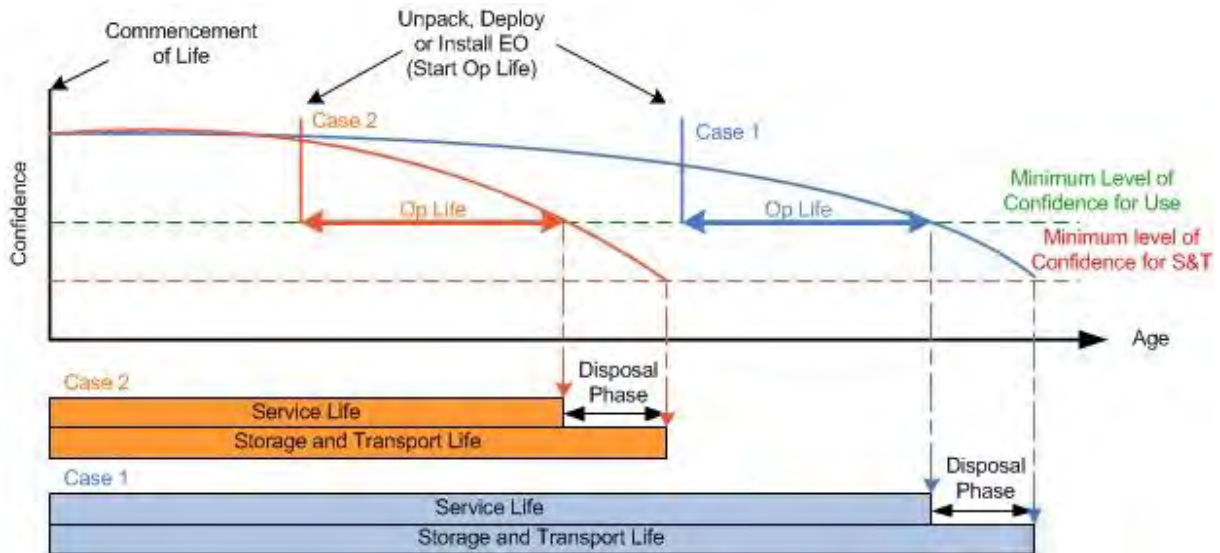 Commencement
of Life
Unpack, Deploy
or Install EO
(Start Op Life)
Case 2
Case 1
Confidence
Op Life
Op Life
Minimum Level of
Confidence for Use
Minimum level of
Confidence for S&T
Age
Case 2
Disposal
Phase
Service Life
Storage and Transport Life
Case 1
Disposal
Phase
Service Life
Storage and Transport Life